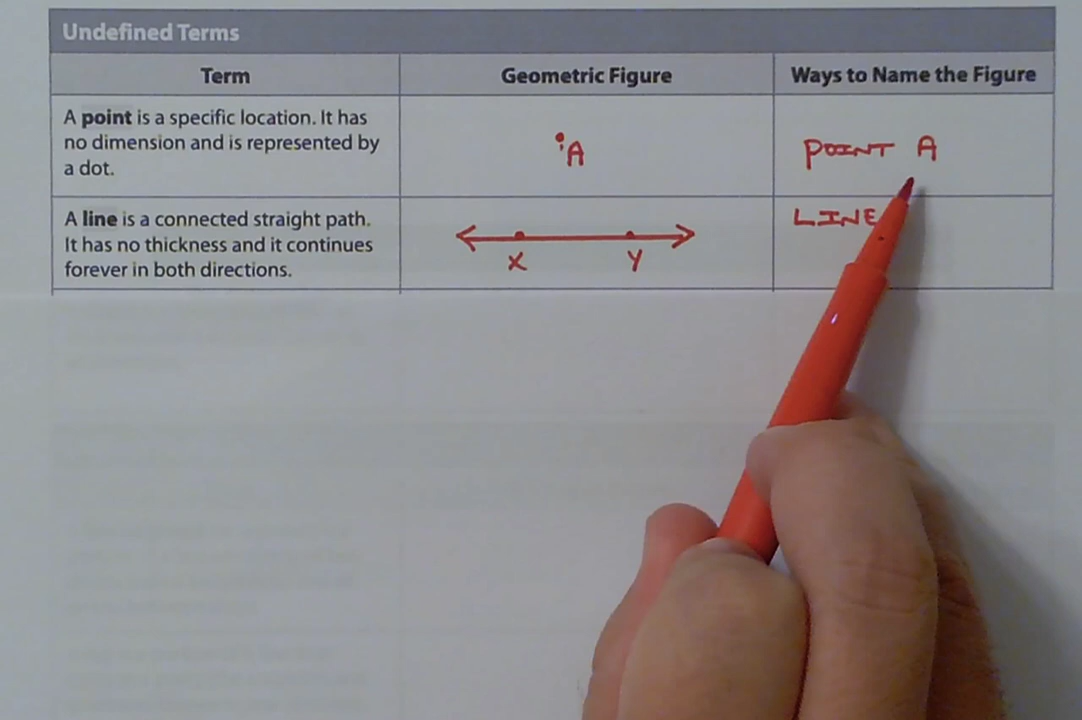 Undefined Terms
Term
Geometric Figure
Ways to Name the Figure
A point is a specific location. It has
no dimension and is represented by
a dot.
A
POINT A
A line is a connected straight path.
It has no thickness and it continues
forever in both directions.
X Y
LINE